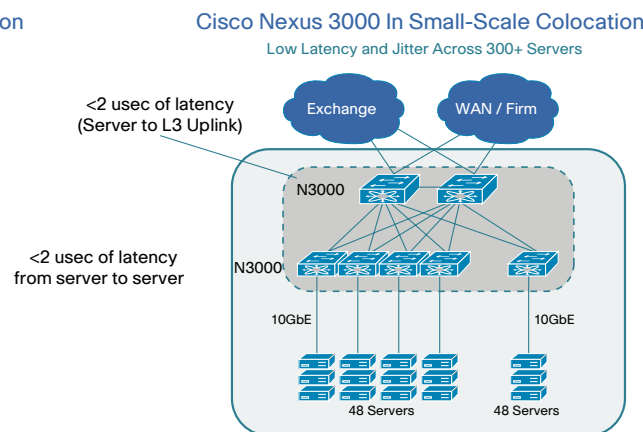 on
Cisco Nexus 3000 In Small-Scale Colocation
Low Latency and Jitter Across 300+ Servers
<2 usec of latency
(Server to L3 Uplink)
Exchange
WAN / Firm
N3000
<2 usec of latency
from server to server
N3000
10GbE
10GbE
48 Servers
48 Servers